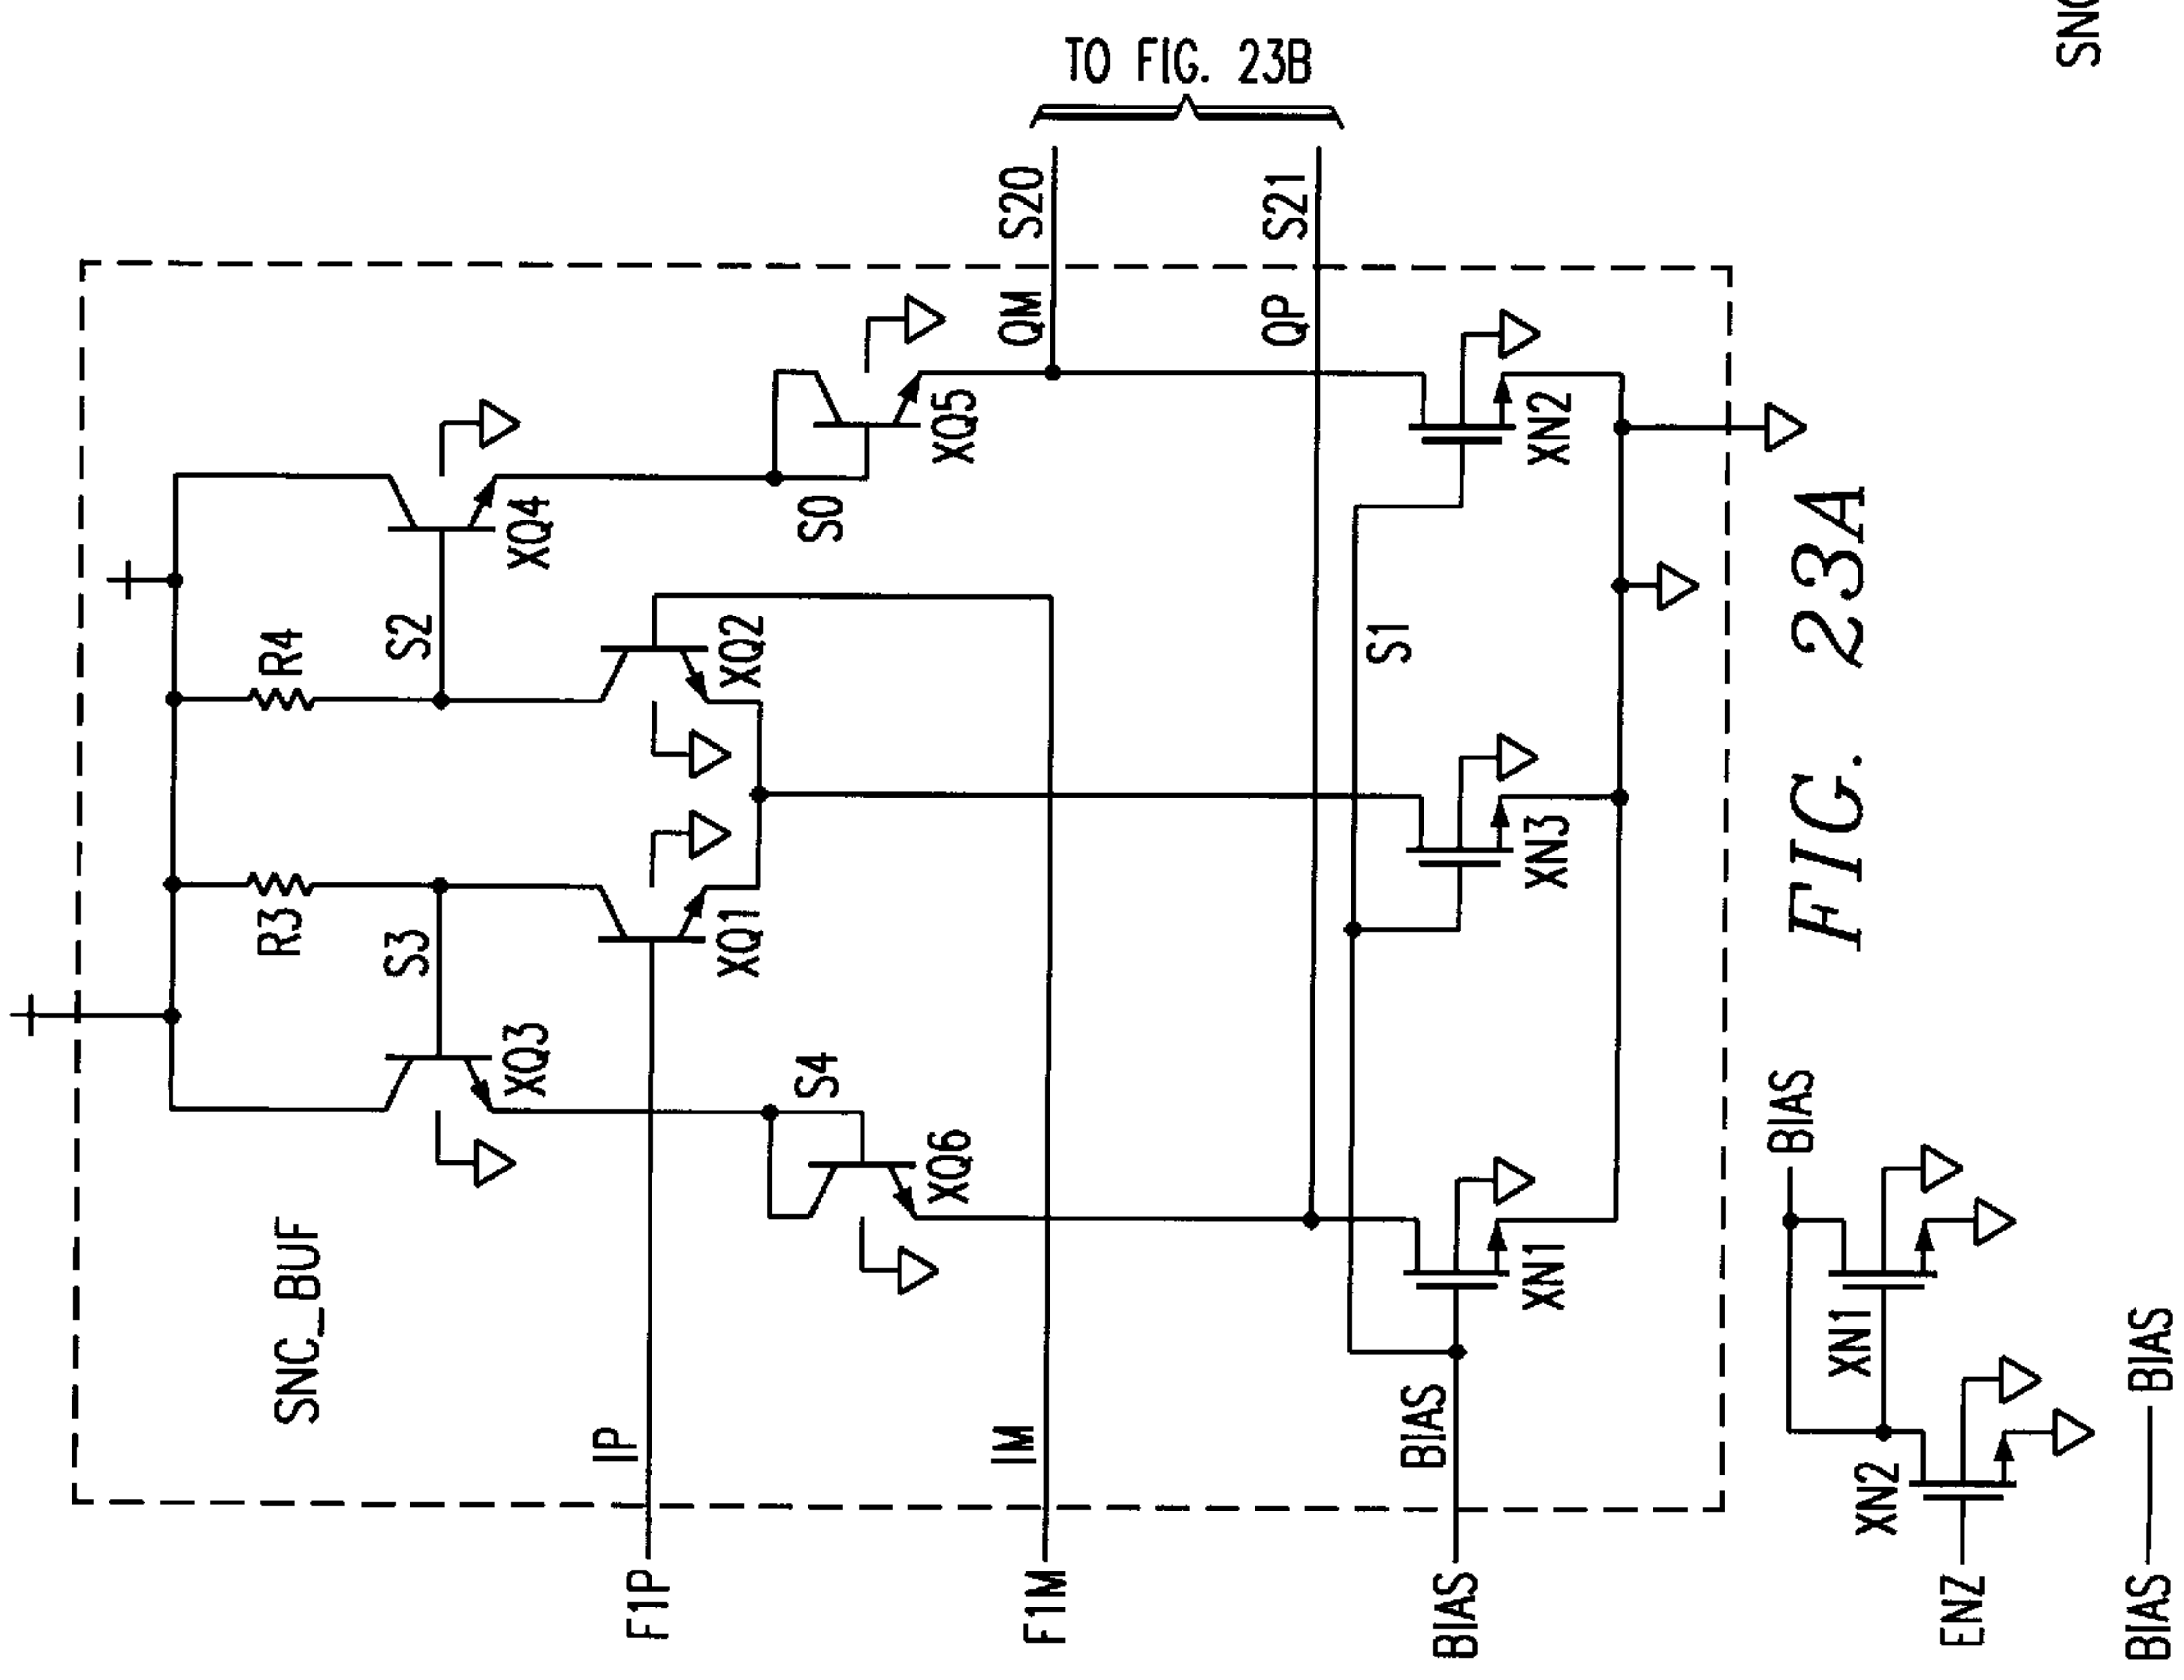 TO FIG. 23B
S20
S21
QM
QP
XQ5
XN2
XQ4
S0
R4
S2
XQ2
S1
R3
S3
XQ1
XN3
XQ3
S4
XQ6
XN1
SNC_BUF
IP
IM
BIAS
F1P
F1M
BIAS
FIG. 23A
BIAS
XN1
XN2
ENZ
BIAS
BIAS